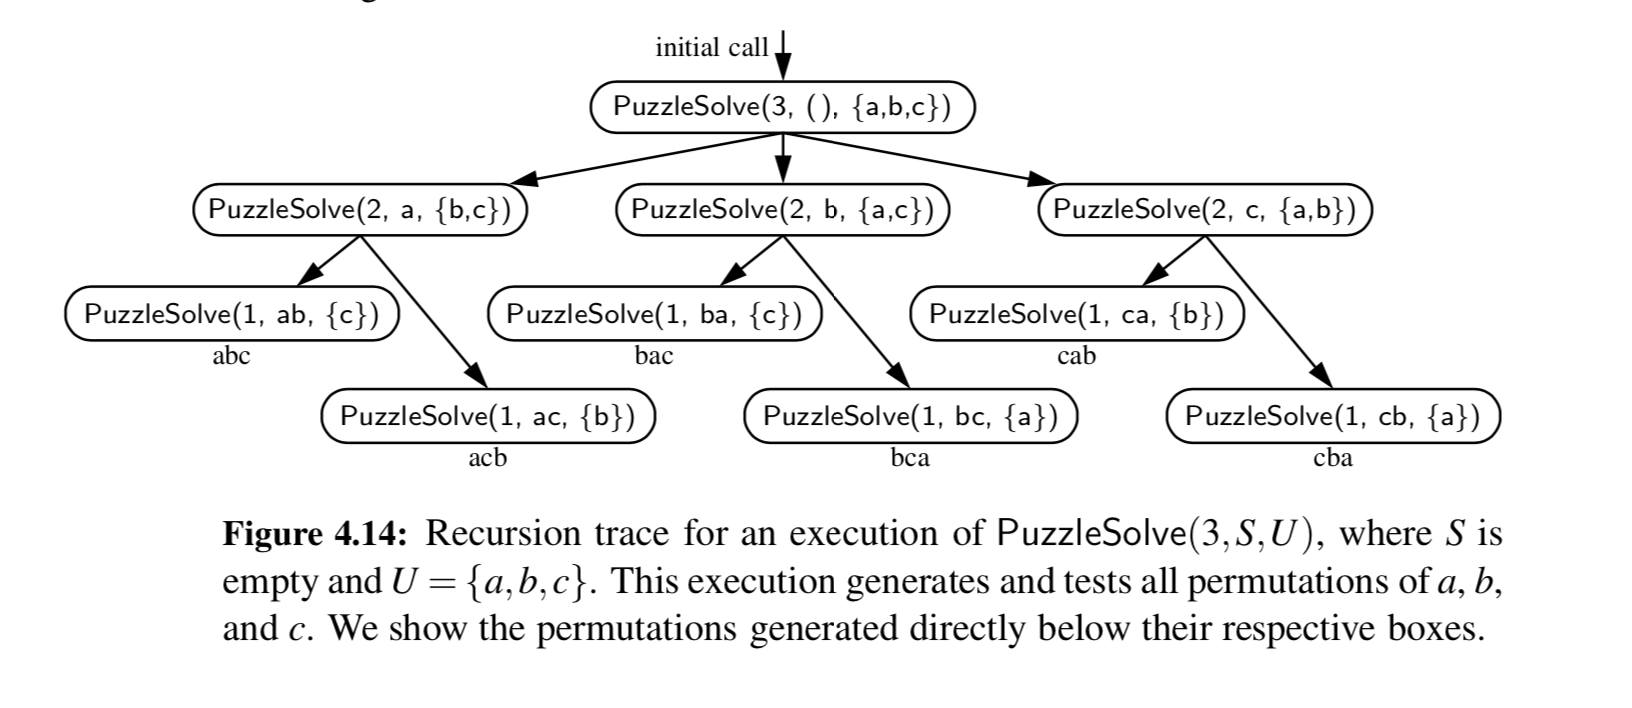 initial call
PuzzleSolve(3, ( ), {a,b,c})
PuzzleSolve(2, a, {b,c})
PuzzleSolve(2, b, {a,c})
PuzzleSolve(2, c, {a,b})
PuzzleSolve(1, ab, {c})
abc
PuzzleSolve(1, ba, {c})
bac
PuzzleSolve(1, ca, {b})
cab
PuzzleSolve(1, ac, {b})
acb
PuzzleSolve(1, bc, {a})
bca
PuzzleSolve(1, cb, {a})
cba
Figure 4.14: Recursion trace for an execution of PuzzleSolve(3,S,U), where S is
empty and U = {a,b,c}. This execution generates and tests all permutations of a, b,
and c. We show the permutations generated directly below their respective boxes.